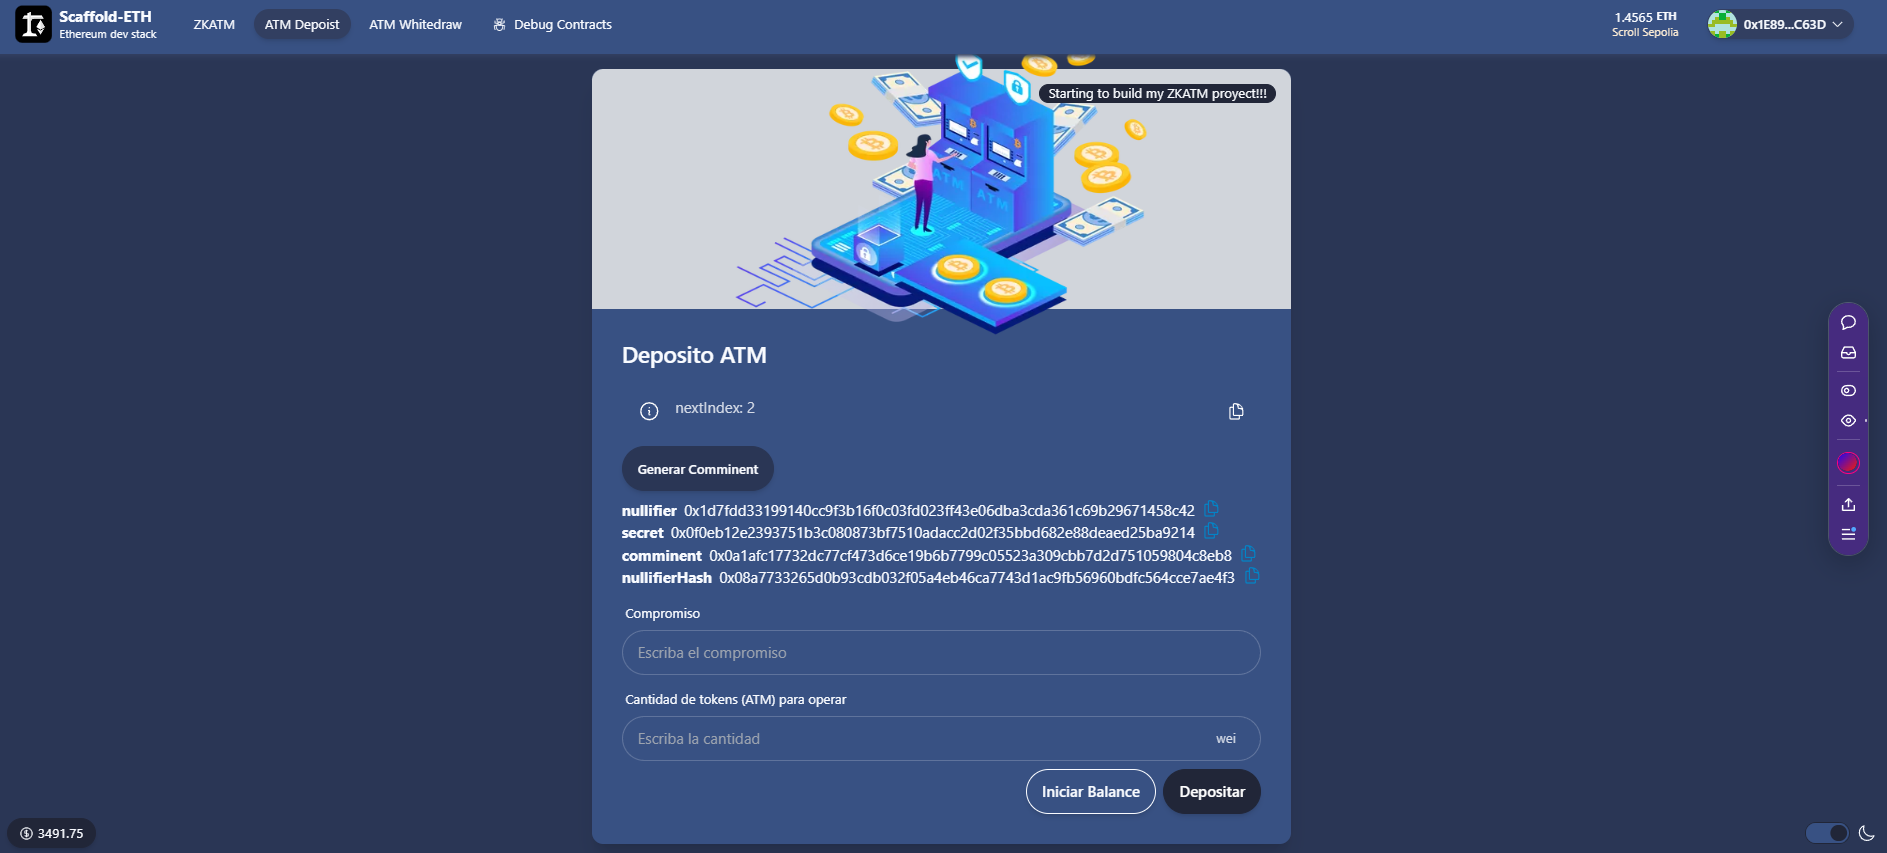 Scaffold-ETH
Ethereum dev stack
ZKATM
ATM Depoist
ATM Whitedraw
Debug Contracts
1.4565 ETH
Scroll Sepolia
0x1E89...C63D
Starting to build my ZKATM proyect!!!
ATM
ATM
Deposito ATM
nextIndex: 2
Generar Comminent
nullifier 0x1d7fdd33199140cc9f3b16f0c03fd023ff43e06dba3cda361c69b29671458c42
secret 0x0f0eb12e2393751b3c080873bf7510adacc2d02f35bbd682e88deaed25ba9214
comminent 0x0a1afc17732dc77cf473d6ce19b6b7799c05523a309cbb7d2d751059804c8eb8
nullifierHash 0x08a7733265d0b93cdb032f05a4eb46ca7743d1ac9fb56960bdfc564cce7ae4f3
Compromiso
Escriba el compromiso
Cantidad de tokens (ATM) para operar
Escriba la cantidad wei
Iniciar Balance
Depositar
3491.75